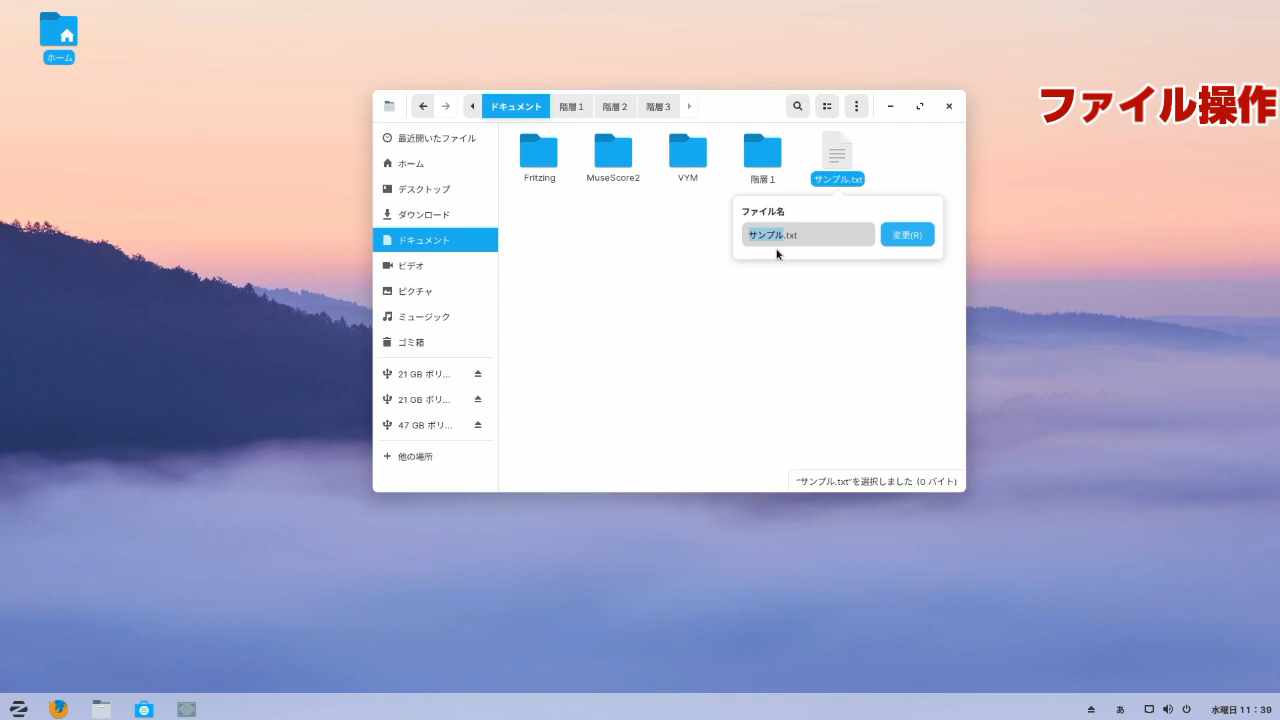 ホーム
ファイル操作
ドキュメント 階層１ 階層２ 階層３
最近開いたファイル
ホーム
デスクトップ
ダウンロード
ドキュメント
ビデオ
ピクチャ
ミュージック
ゴミ箱
21 GB ボリ...
21 GB ボリ...
47 GB ボリ...
他の場所
Fritzing
MuseScore2
VYM
階層１
サンプル.txt
ファイル名
サンプル.txt
変更(R)
"サンプル.txt"を選択しました (0 バイト)
あ
水曜日 11：39